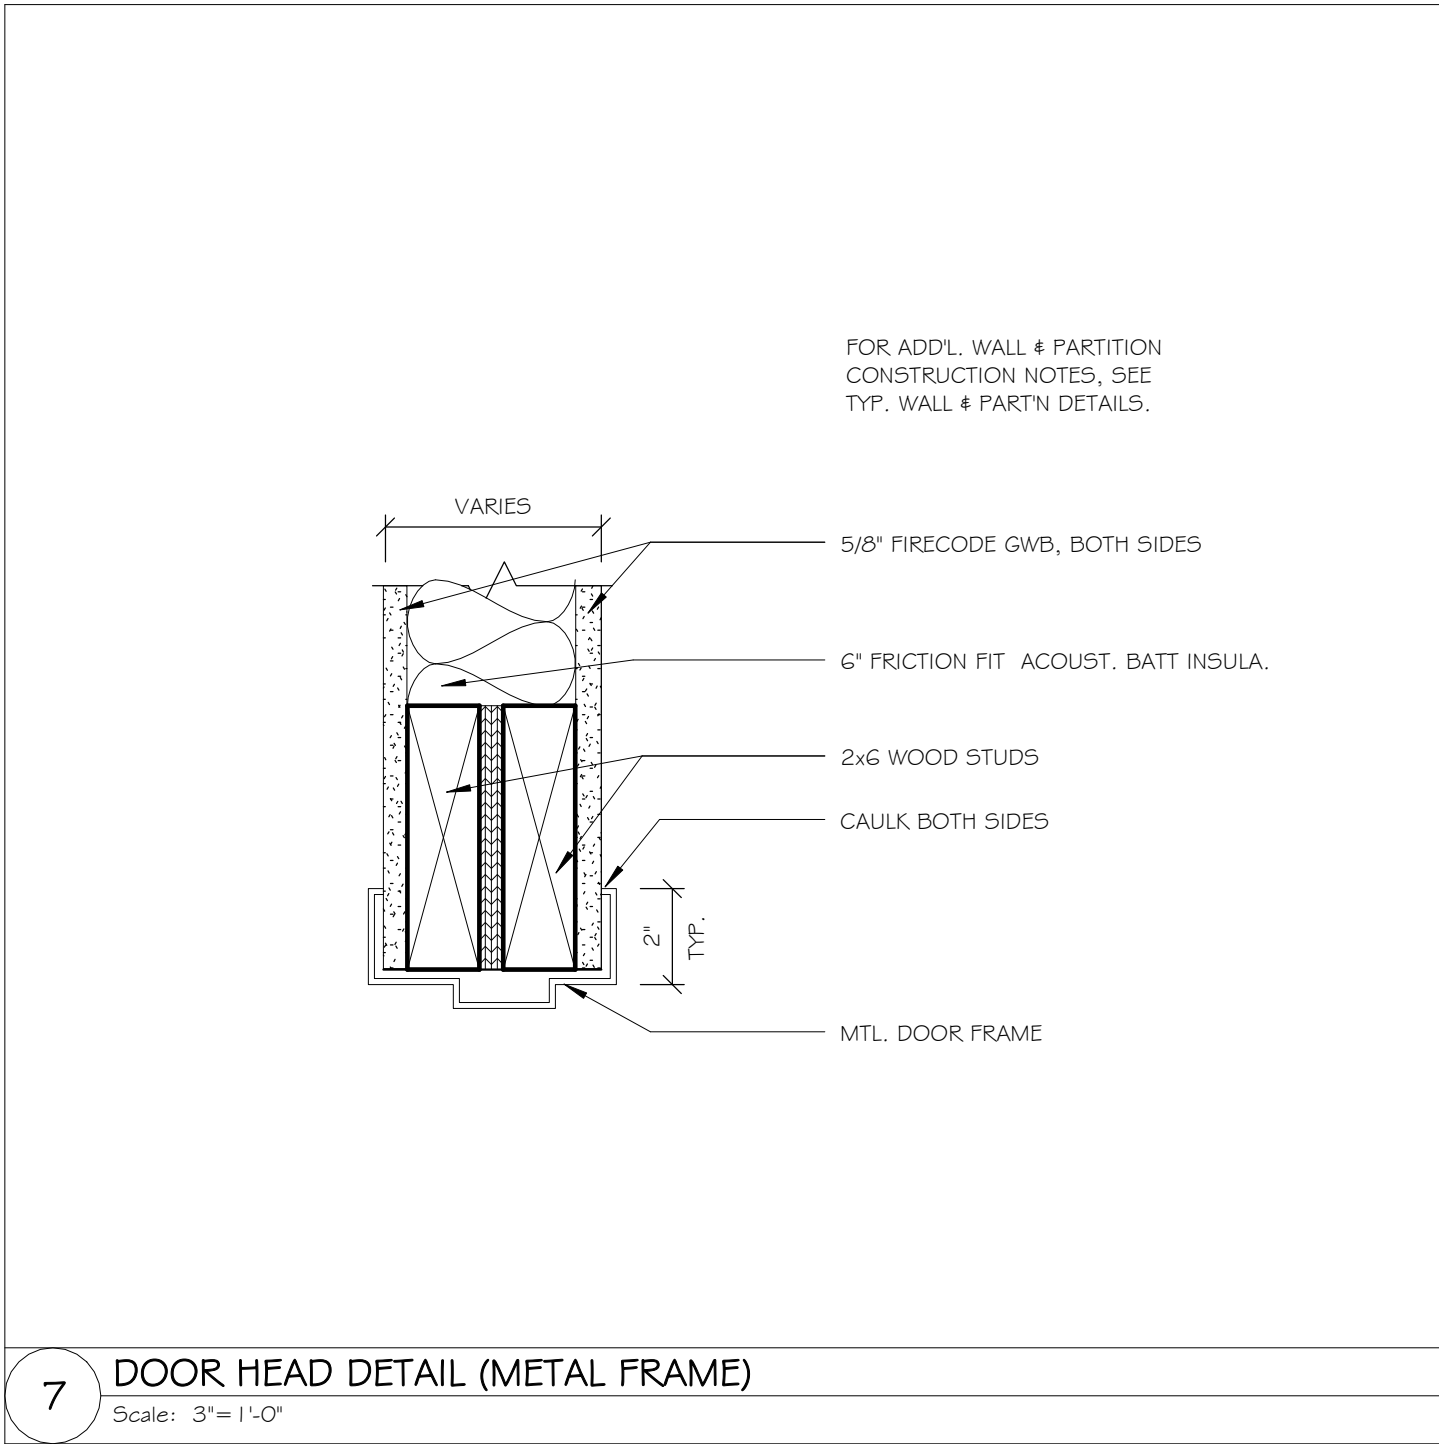 FOR ADD'L. WALL & PARTITION
CONSTRUCTION NOTES, SEE
TYP. WALL & PART'N DETAILS.
VARIES
5/8" FIRECODE GWB, BOTH SIDES
6" FRICTION FIT ACOUST. BATT INSULA.
2x6 WOOD STUDS
CAULK BOTH SIDES
2"
TYP.
MTL. DOOR FRAME
7
DOOR HEAD DETAIL (METAL FRAME)
Scale: 3"=1'-0"